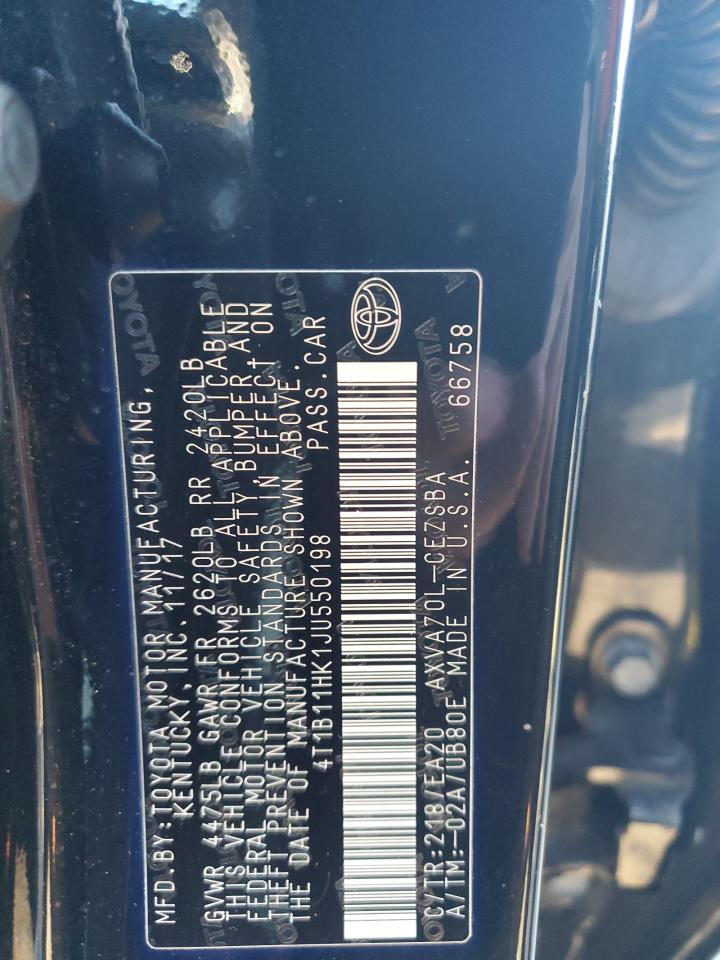 MFD.BY:TOYOTA MOTOR MANUFACTURING,
KENTUCKY, INC. 11/17
GVWR 4475LB GAWR FR 2620LB RR 2420LB
THIS VEHICLE CONFORMS TO ALL APPLICABLE
FEDERAL MOTOR VEHICLE SAFETY, BUMPER, AND
THEFT PREVENTION STANDARDS IN EFFECT ON
THE DATE OF MANUFACTURE SHOWN ABOVE.
4T1B11HK1JU550198 PASS.CAR
C/TR:218/EA20 AXVA70L-CEZSBA
A/TM:-02A/UB80E MADE IN U.S.A. 66758
TOYOTA